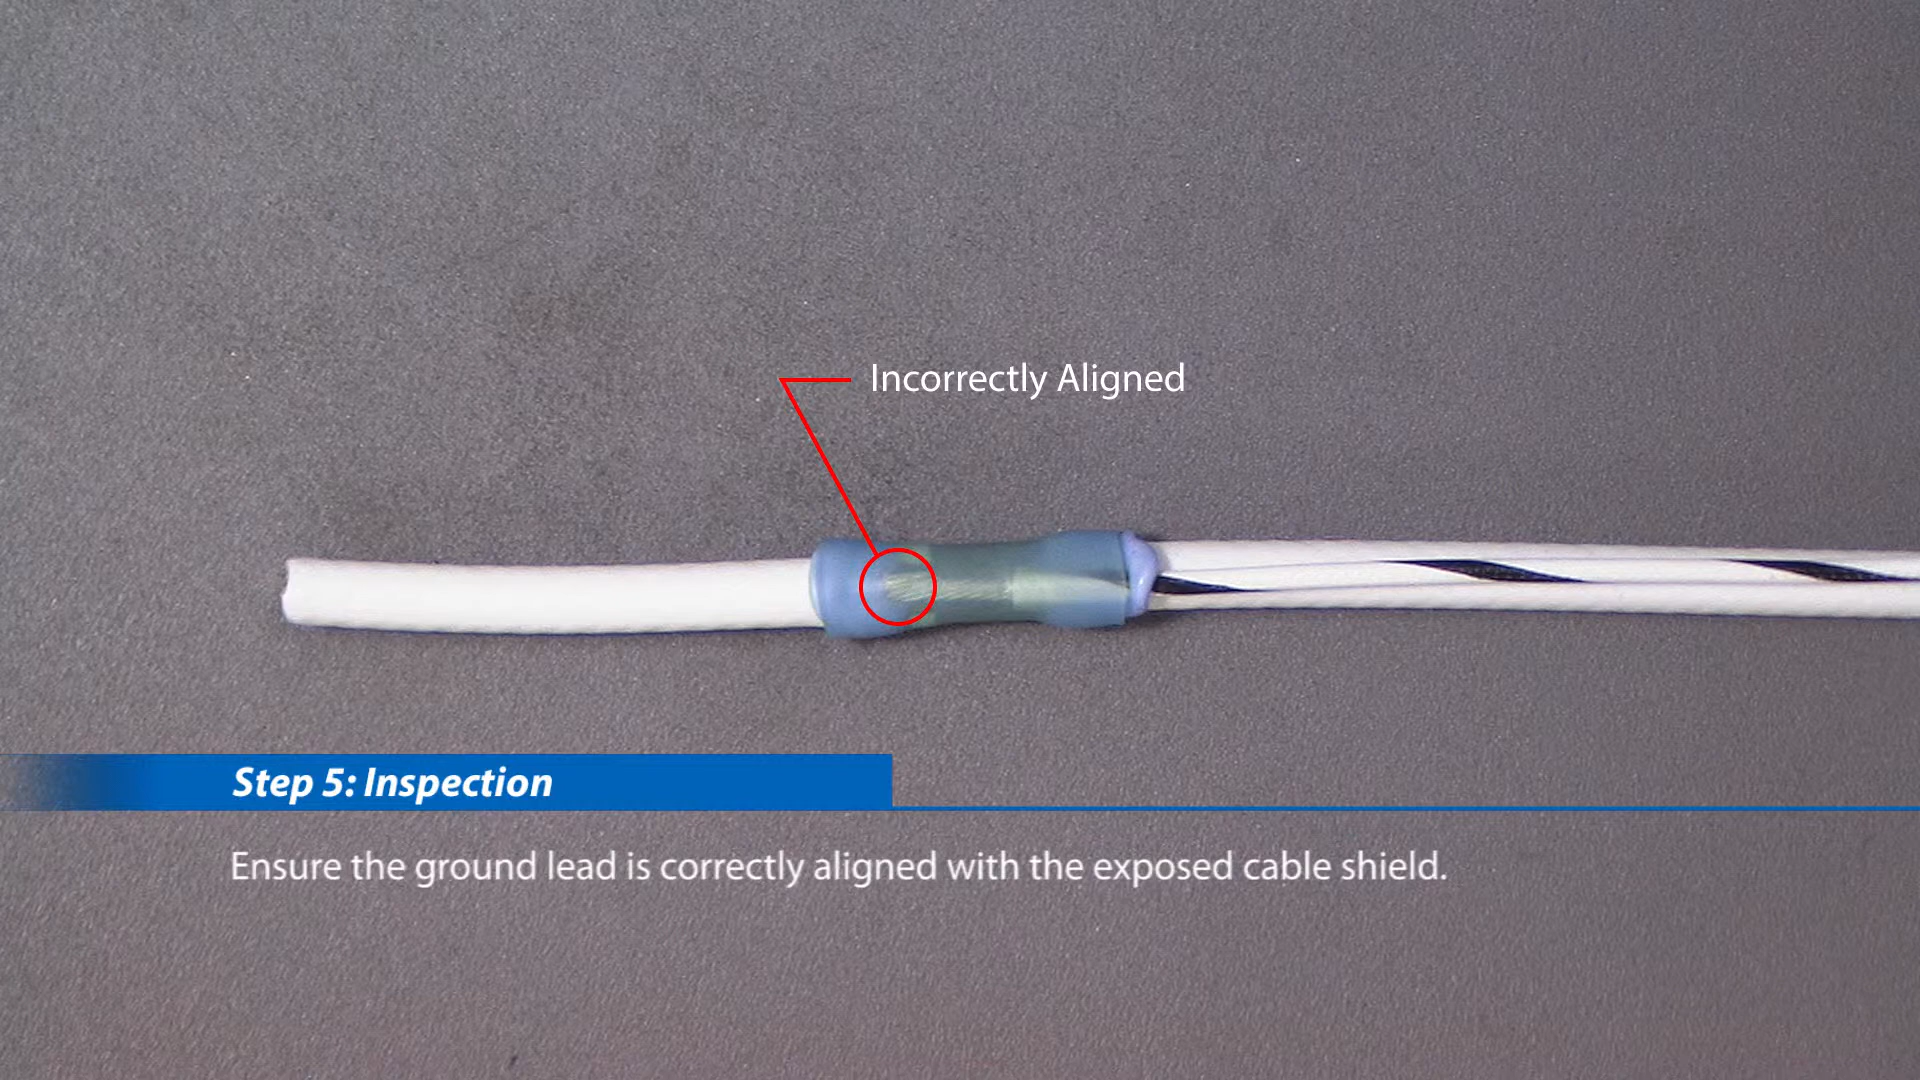 Incorrectly Aligned
Step 5: Inspection
Ensure the ground lead is correctly aligned with the exposed cable shield.